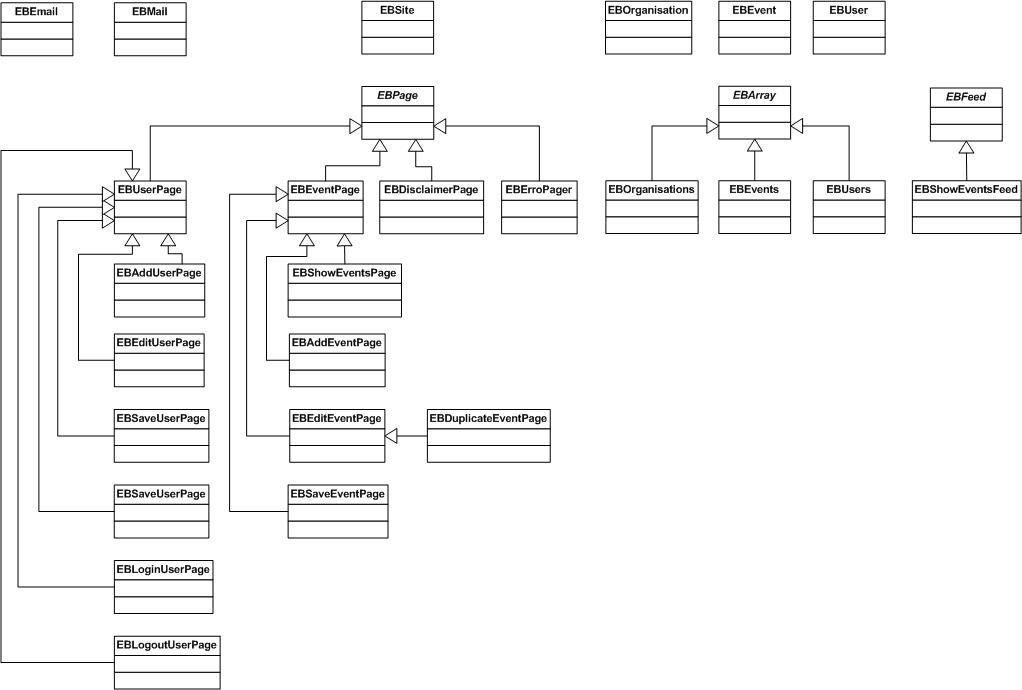 EBEmail
EBMail
EBSite
EBOrganisation
EBEvent
EBUser
EBPage
EBArray
EBFeed
EBUserPage
EBEventPage
EBDisclaimerPage
EBErroPager
EBOrganisations
EBEvents
EBUsers
EBShowEventsFeed
EBAddUserPage
EBShowEventsPage
EBEditUserPage
EBAddEventPage
EBSaveUserPage
EBEditEventPage
EBDuplicateEventPage
EBSaveUserPage
EBSaveEventPage
EBLoginUserPage
EBLogoutUserPage